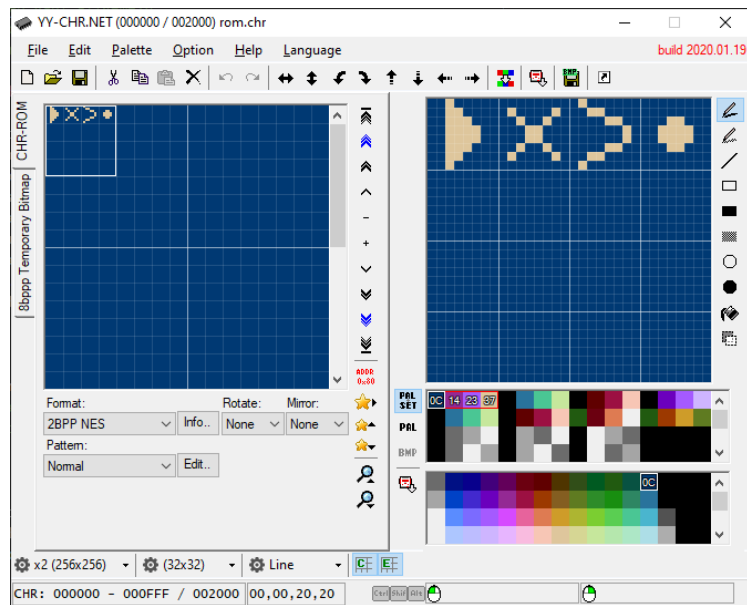 YY-CHR.NET (000000 / 002000) rom.chr
File Edit Palette Option Help Language build 2020.01.19
CHR-ROM
8bppp Temporary Bitmap
ADDR
0x80
Format: Rotate: Mirror:
2BPP NES Info.. None None
Pattern:
Normal Edit..
PAL
SET
PAL
BMP
0C 14 23 37
0C
x2 (256x256) (32x32) Line C E
CHR: 000000 - 000FFF / 002000 00,00,20,20 Ctrl Shif Alt